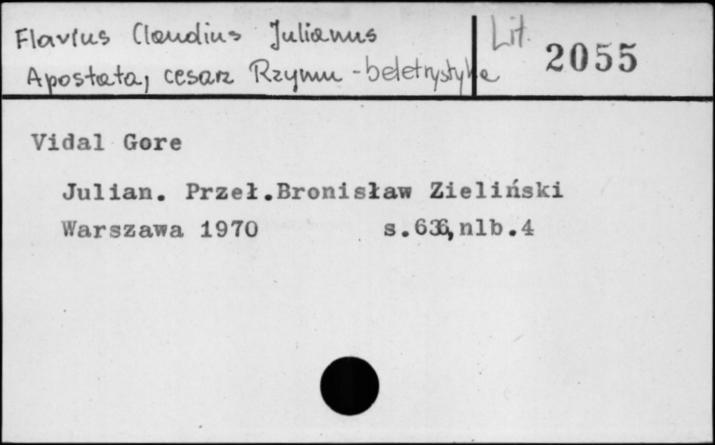 Flavius Claudius Julianus
Apostata, cesarz Rzymu - beletrystyka
Lit.
2055
Vidal Gore
Julian. Przeł.Bronisław Zieliński
Warszawa 1970 s.636,nlb.4